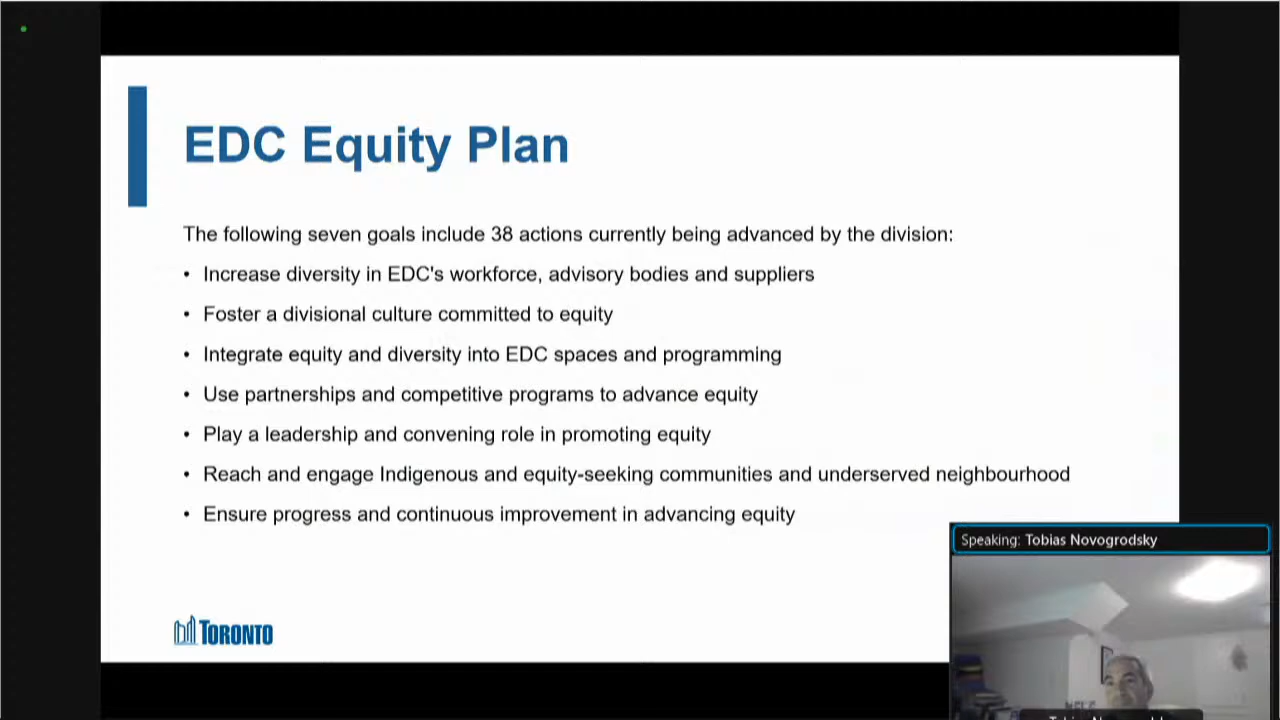 EDC Equity Plan
The following seven goals include 38 actions currently being advanced by the division:
• Increase diversity in EDC's workforce, advisory bodies and suppliers
• Foster a divisional culture committed to equity
• Integrate equity and diversity into EDC spaces and programming
• Use partnerships and competitive programs to advance equity
• Play a leadership and convening role in promoting equity
• Reach and engage Indigenous and equity-seeking communities and underserved neighbourhood
• Ensure progress and continuous improvement in advancing equity
Speaking: Tobias Novogrodsky
TORONTO